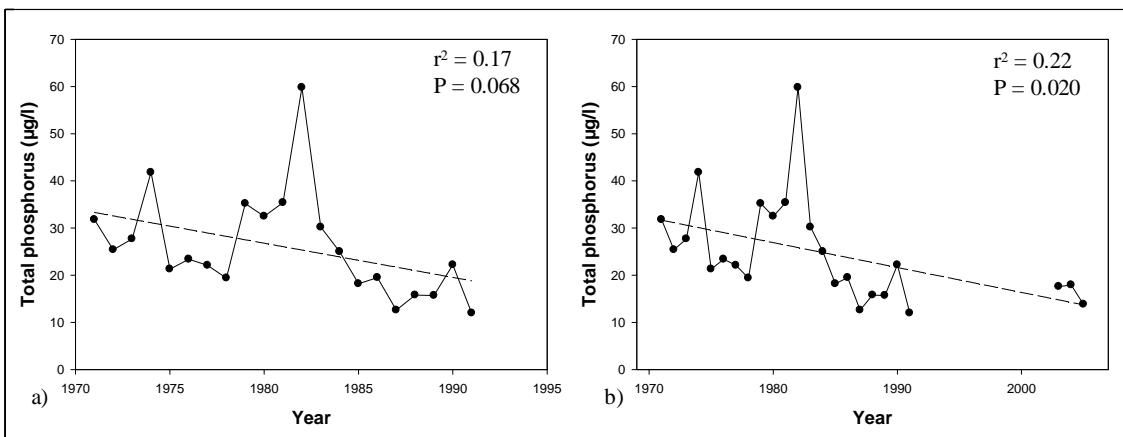 r² = 0.17
P = 0.068
Total phosphorus (µg/l)
70
60
50
40
30
20
10
0
1970 1975 1980 1985 1990 1995
a)
Year
r² = 0.22
P = 0.020
Total phosphorus (µg/l)
70
60
50
40
30
20
10
0
1970 1980 1990 2000
b)
Year